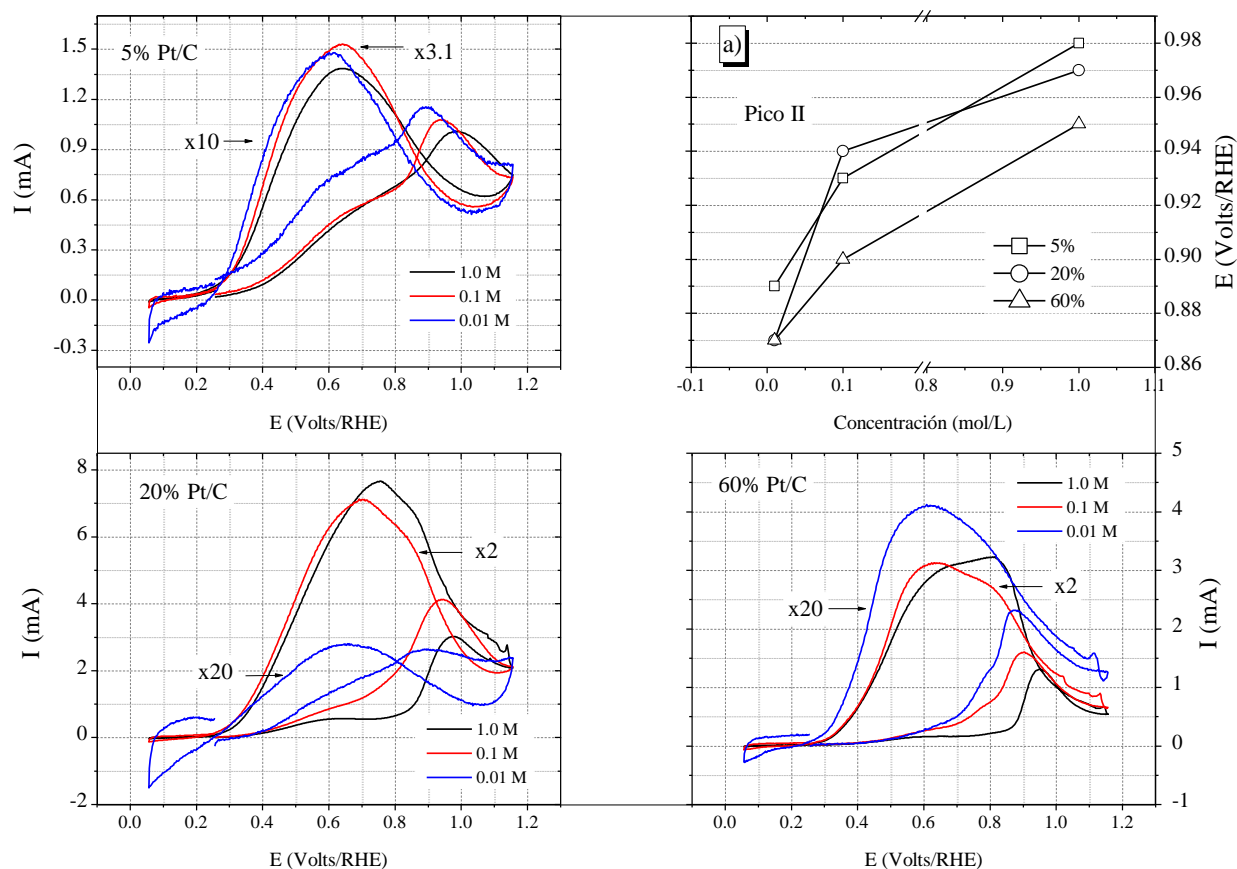 5% Pt/C
x3.1
x10
1.0 M
0.1 M
0.01 M
I (mA)
1.5
1.2
0.9
0.6
0.3
0.0
-0.3
0.0 0.2 0.4 0.6 0.8 1.0 1.2
E (Volts/RHE)
a)
Pico II
5%
20%
60%
0.98
0.96
0.94
0.92
0.90
0.88
0.86
E (Volts/RHE)
-0.1 0.0 0.1 0.8 0.9 1.0 1.1
Concentración (mol/L)
20% Pt/C
x2
x20
1.0 M
0.1 M
0.01 M
I (mA)
8
6
4
2
0
-2
0.0 0.2 0.4 0.6 0.8 1.0 1.2
E (Volts/RHE)
60% Pt/C
1.0 M
0.1 M
0.01 M
x20
x2
5
4
3
2
1
0
-1
I (mA)
0.0 0.2 0.4 0.6 0.8 1.0 1.2
E (Volts/RHE)